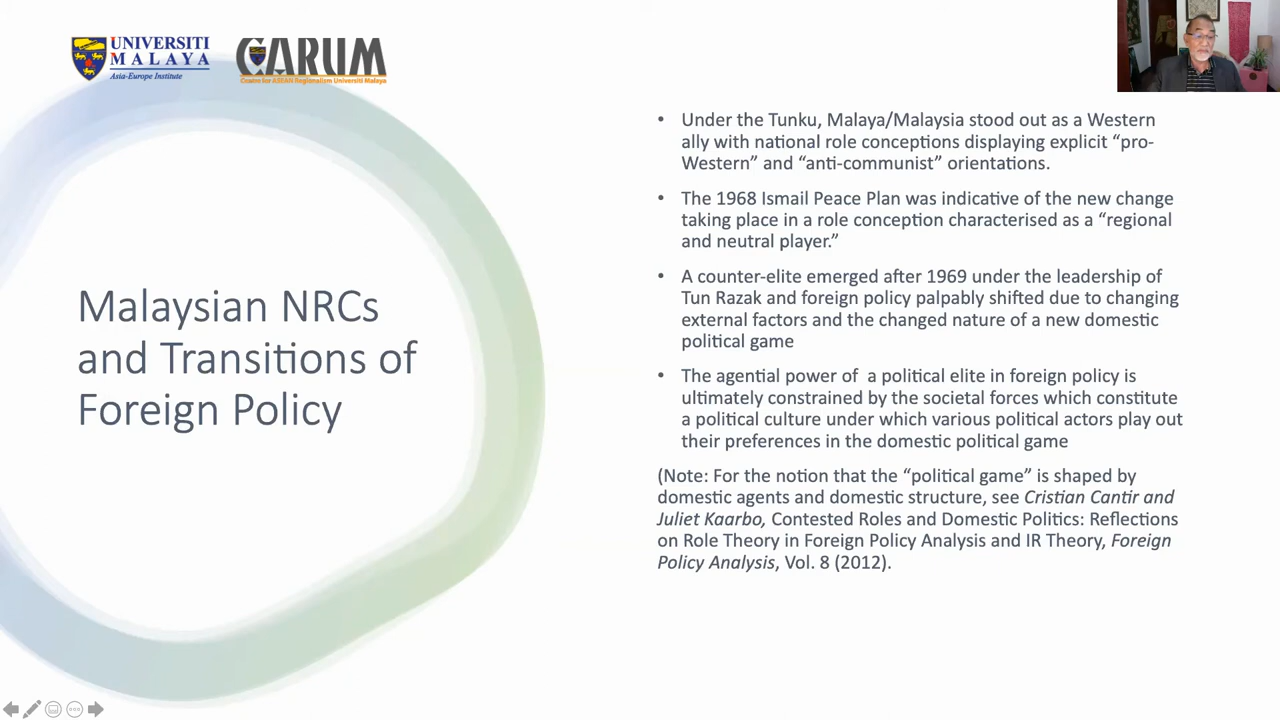 UNIVERSITI
MALAYA
Asia-Europe Institute
CARUM
Centre for ASEAN Regionalism Universiti Malaya
Malaysian NRCs
and Transitions of
Foreign Policy
• Under the Tunku, Malaya/Malaysia stood out as a Western
ally with national role conceptions displaying explicit “pro-
Western” and “anti-communist” orientations.
• The 1968 Ismail Peace Plan was indicative of the new change
taking place in a role conception characterised as a “regional
and neutral player.”
• A counter-elite emerged after 1969 under the leadership of
Tun Razak and foreign policy palpably shifted due to changing
external factors and the changed nature of a new domestic
political game
• The agential power of  a political elite in foreign policy is
ultimately constrained by the societal forces which constitute
a political culture under which various political actors play out
their preferences in the domestic political game
(Note: For the notion that the “political game” is shaped by
domestic agents and domestic structure, see Cristian Cantir and
Juliet Kaarbo, Contested Roles and Domestic Politics: Reflections
on Role Theory in Foreign Policy Analysis and IR Theory, Foreign
Policy Analysis, Vol. 8 (2012).